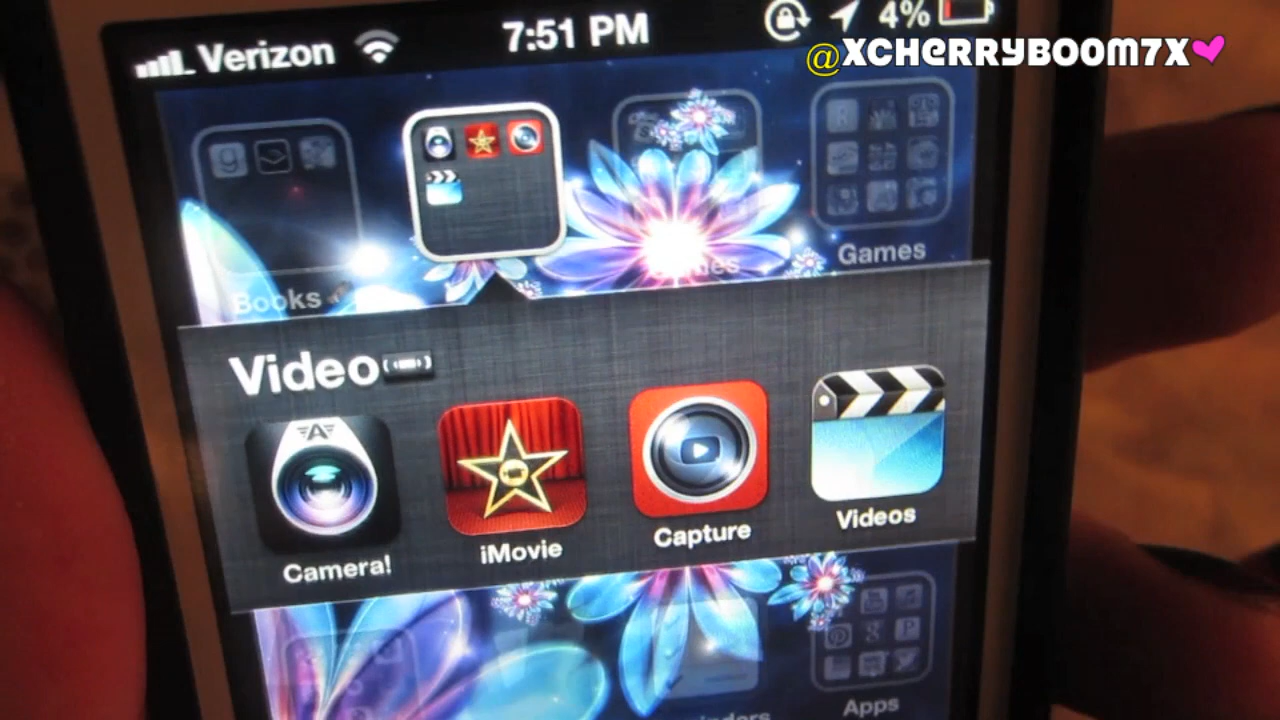 Verizon 7:51 PM 4%
@XCHERRYBOOM7X
Books
Games
Video
Camera!
iMovie
Capture
Videos
Apps